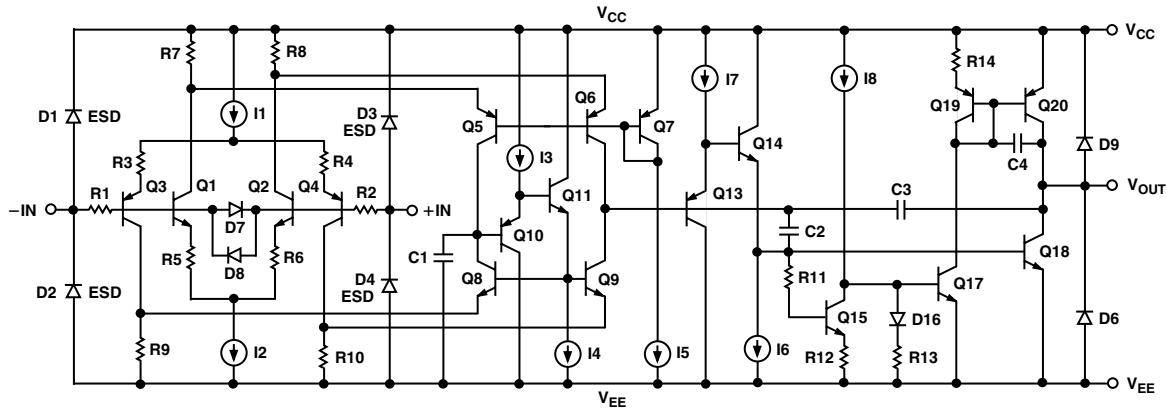 VCC
VCC
R7
R8
I7
I8
R14
D1
ESD
I1
D3
ESD
Q6
Q19
Q20
Q5
Q7
Q14
C4
D9
R3
Q3
Q1
Q2
Q4
R4
I3
R1
R2
Q11
Q13
C3
VOUT
–IN
+IN
D7
Q10
C2
R5
D8
R6
C1
Q18
D2
ESD
D4
ESD
Q8
Q9
R11
Q17
Q15
D16
D6
R9
I2
R10
I4
I5
I6
R12
R13
VEE
VEE